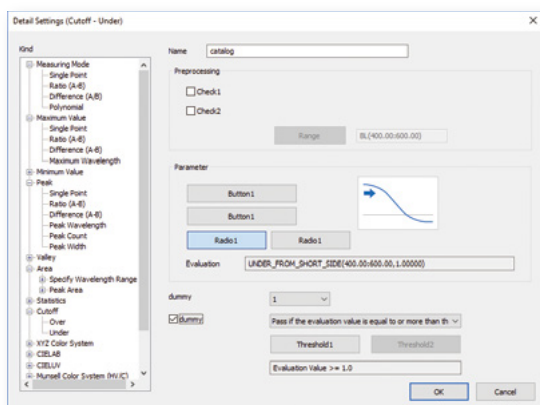 Detail Settings (Cutoff - Under)
Kind
Measuring Mode
Single Point
Ratio (A-B)
Difference (A/B)
Polynomial
Maximum Value
Single Point
Ratio (A-B)
Difference (A-B)
Maximum Wavelength
Minimum Value
Peak
Single Point
Ratio (A-B)
Difference (A-B)
Peak Wavelength
Peak Count
Peak Width
Valley
Area
Specify Wavelength Range
Peak Area
Statistics
Cutoff
Over
Under
XYZ Color System
CIELAB
CIELUV
Munsell Color System (HV/C)
Name
catalog
Preprocessing
Check1
Check2
Range
BL(400.00:600.00)
Parameter
Button1
Button1
Radio1
Radio1
Evaluation
UNDER_FROM_SHORT_SIDE(400.00:600.00,1.00000)
dummy
1
dummy
Pass if the evaluation value is equal to or more than th
Threshold1
Threshold2
Evaluation Value >= 1.0
OK
Cancel